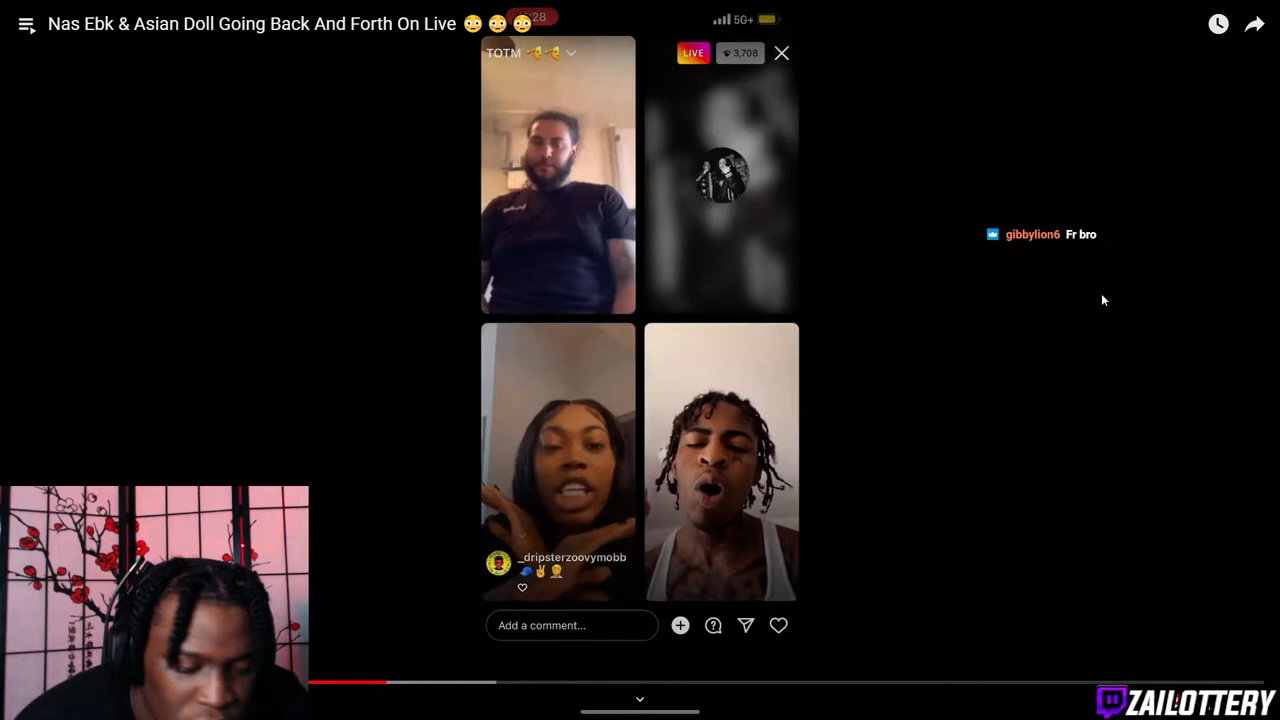 Nas Ebk & Asian Doll Going Back And Forth On Live 😳 😳 😳
:28
5G+
TOTM 🫡 🫡
LIVE
3,708
gibbylion6 Fr bro
_dripsterzoovymobb
🧢✌️🤦
Add a comment...
ZAILOTTERY